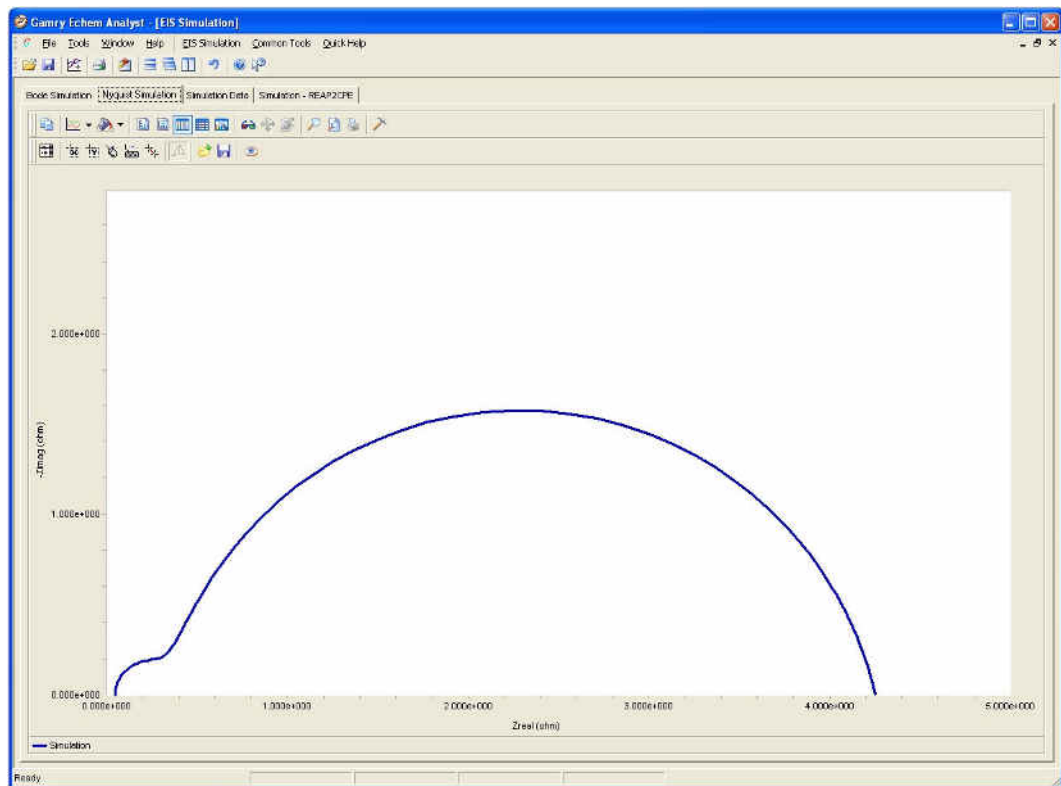 Gamry Echem Analyst - [EIS Simulation]
File Tools Window Help EIS Simulation Common Tools Quick Help
Bode Simulation Nyquist Simulation Simulation Data Simulation - REAP2CPE
2.000e+000
-Zimag (ohm)
1.000e+000
0.000e+000
0.000e+000 1.000e+000 2.000e+000 3.000e+000 4.000e+000 5.000e+000
Zreal (ohm)
Simulation
Ready